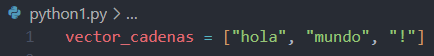 python1.py > ...
1 vector_cadenas = ["hola", "mundo", "!"]